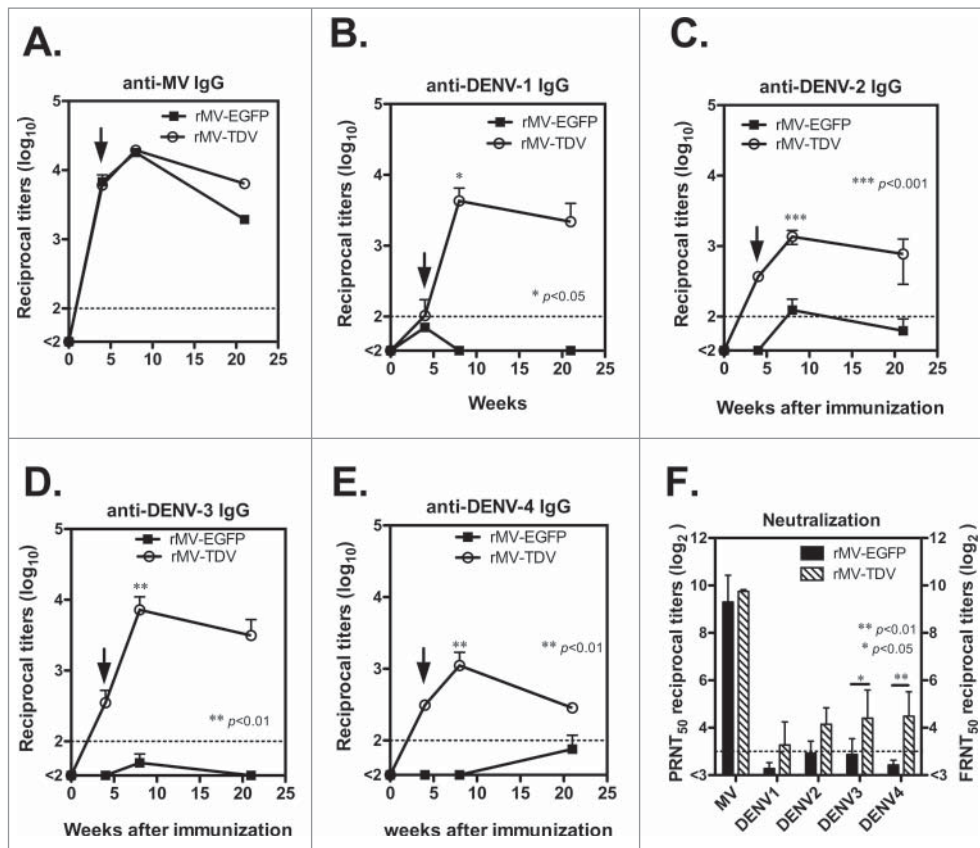 A.
anti-MV IgG
Reciprocal titers (log10)
5
4
3
2
<2
rMV-EGFP
rMV-TDV
0 5 10 15 20 25
B.
anti-DENV-1 IgG
Reciprocal titers (log10)
5
4
3
2
<2
rMV-EGFP
rMV-TDV
*
* p<0.05
0 5 10 15 20 25
Weeks
C.
anti-DENV-2 IgG
Reciprocal titers (log10)
5
4
3
2
<2
rMV-EGFP
rMV-TDV
*** p<0.001
***
0 5 10 15 20 25
Weeks after immunization
D.
anti-DENV-3 IgG
Reciprocal titers (log10)
5
4
3
2
<2
rMV-EGFP
rMV-TDV
**
** p<0.01
0 5 10 15 20 25
Weeks after immunization
E.
anti-DENV-4 IgG
Reciprocal titers (log10)
5
4
3
2
<2
rMV-EGFP
rMV-TDV
**
** p<0.01
0 5 10 15 20 25
weeks after immunization
F.
Neutralization
PRNT50 reciprocal titers (log2)
12
10
8
6
4
<3
rMV-EGFP
rMV-TDV
** p<0.01
* p<0.05
*
**
12
10
8
6
4
<3
FRNT50 reciprocal titers (log2)
MV
DENV1
DENV2
DENV3
DENV4